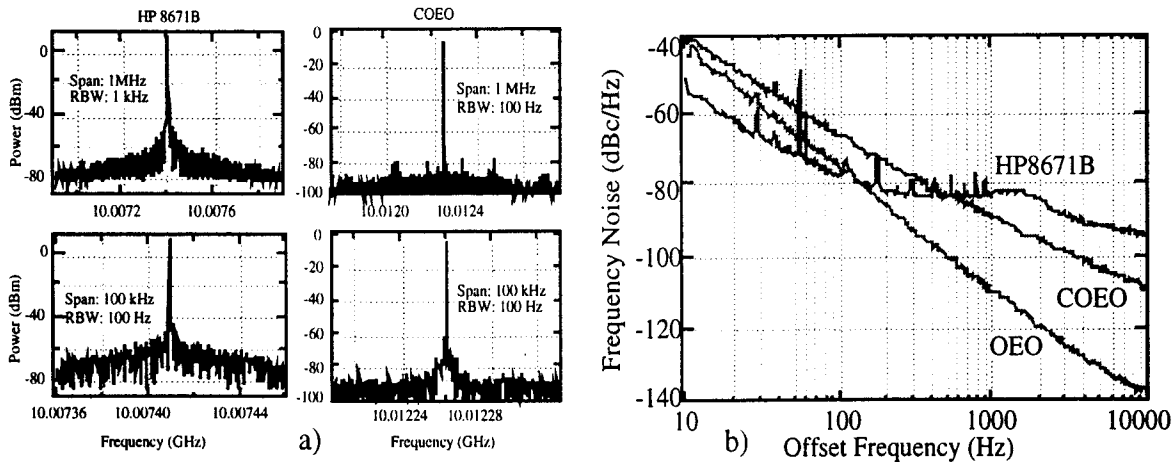 HP 8671B
COEO
Power (dBm)
0
-40
-80
Span: 1MHz
RBW: 1 kHz
10.0072
10.0076
0
-20
-40
-60
-80
-100
Span: 1 MHz
RBW: 100 Hz
10.0120
10.0124
Power (dBm)
0
-40
-80
Span: 100 kHz
RBW: 100 Hz
10.00736
10.00740
10.00744
Frequency (GHz)
0
-20
-40
-60
-80
-100
Span: 100 kHz
RBW: 100 Hz
10.01224
10.01228
Frequency (GHz)
a)
Frequency Noise (dBc/Hz)
-40
-60
-80
-100
-120
-140
HP8671B
COEO
OEO
10
100
1000
10000
b)
Offset Frequency (Hz)